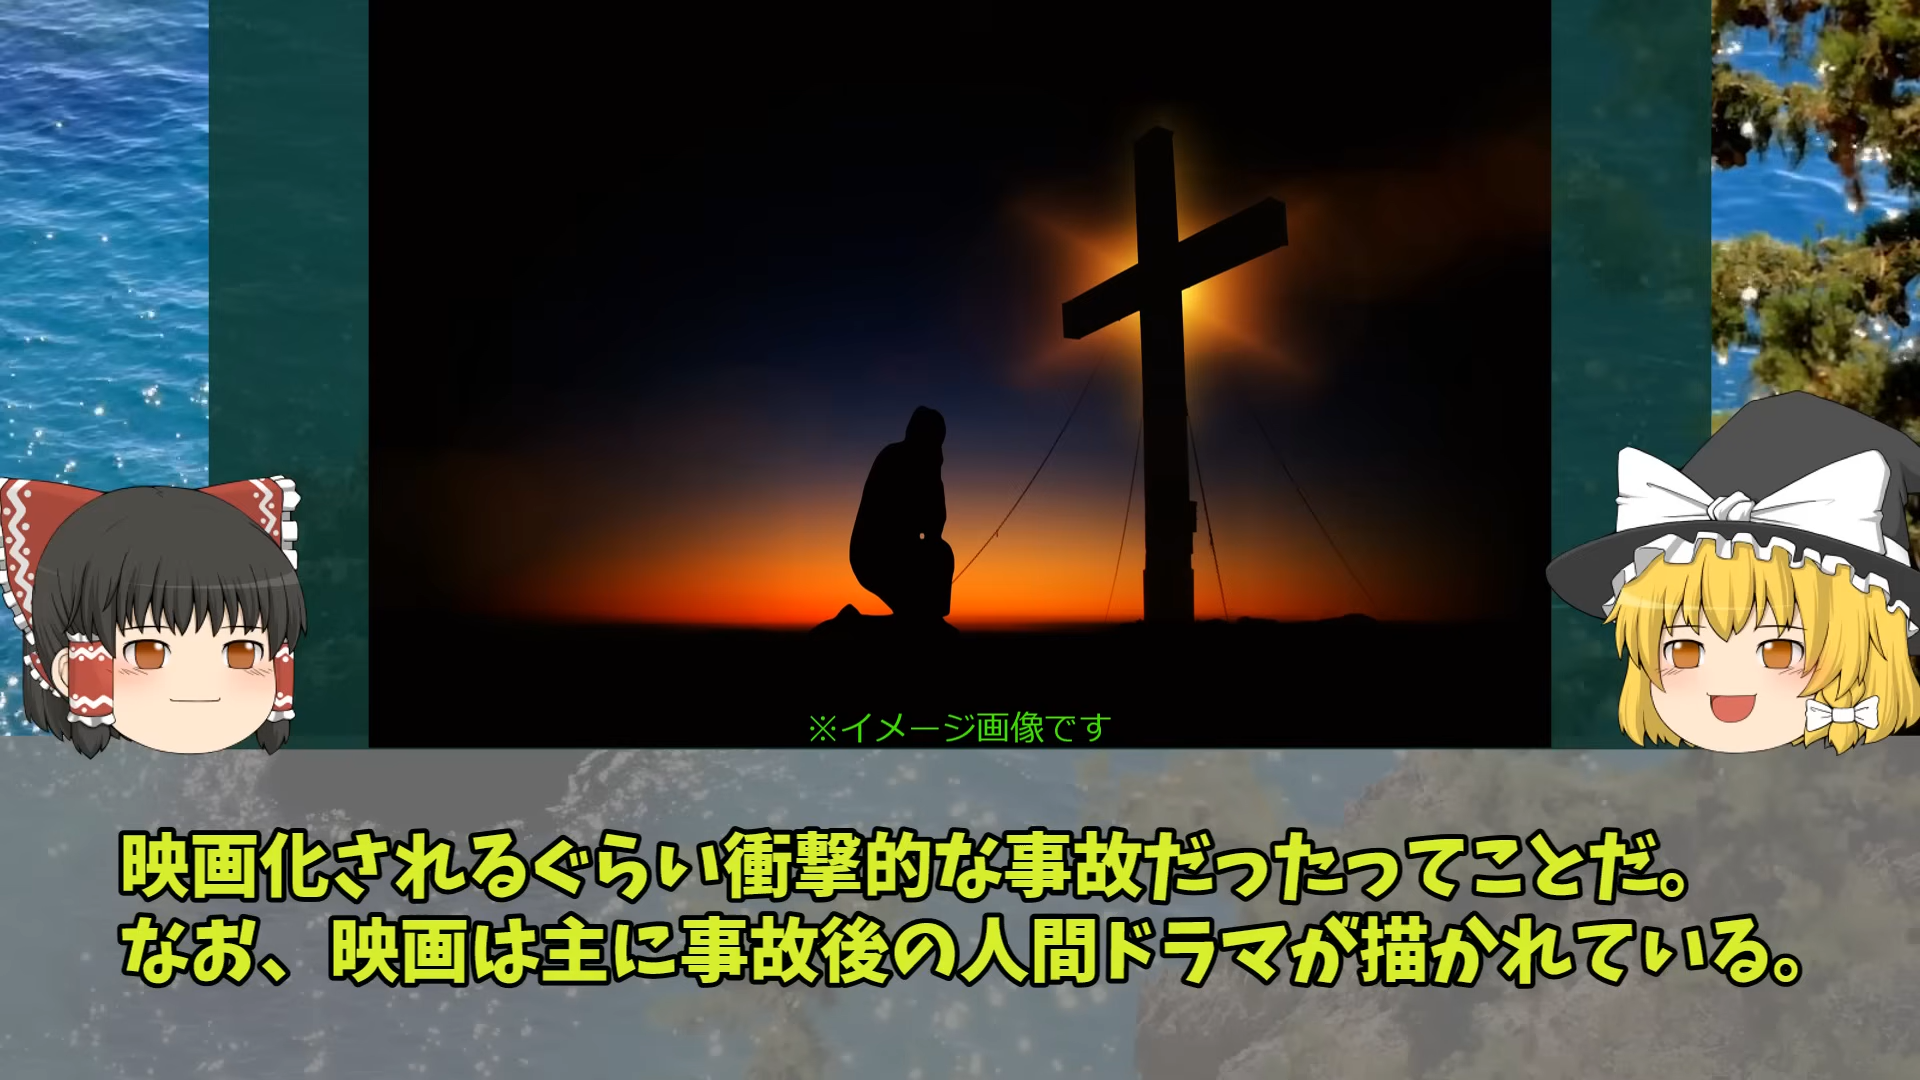 ※イメージ画像です
映画化されるぐらい衝撃的な事故だったってことだ。
なお、映画は主に事故後の人間ドラマが描かれている。